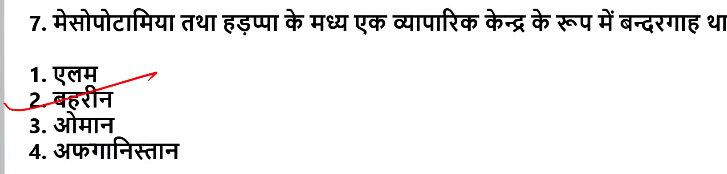 7. मेसोपोटामिया तथा हड़प्पा के मध्य एक व्यापारिक केन्द्र के रूप में बन्दरगाह था
1. एलम
2. बहरीन
3. ओमान
4. अफगानिस्तान